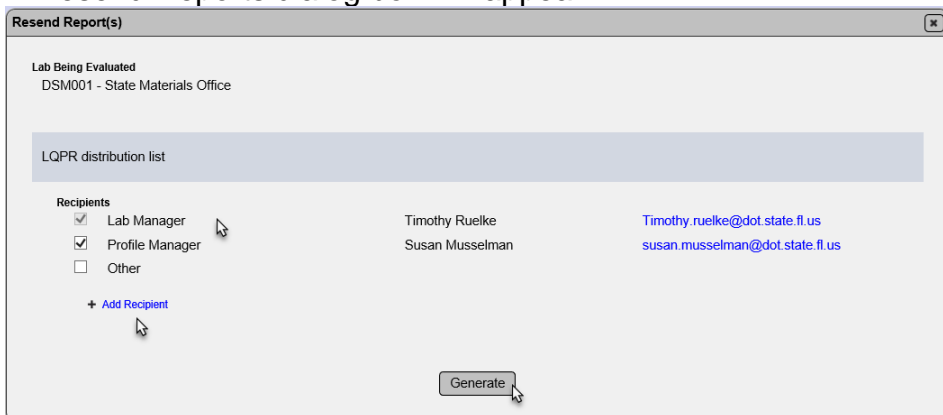 Resend Report(s)
Lab Being Evaluated
DSM001 - State Materials Office
LQPR distribution list
Recipients
Lab Manager Timothy Ruelke Timothy.ruelke@dot.state.fl.us
Profile Manager Susan Musselman susan.musselman@dot.state.fl.us
Other
+ Add Recipient
Generate